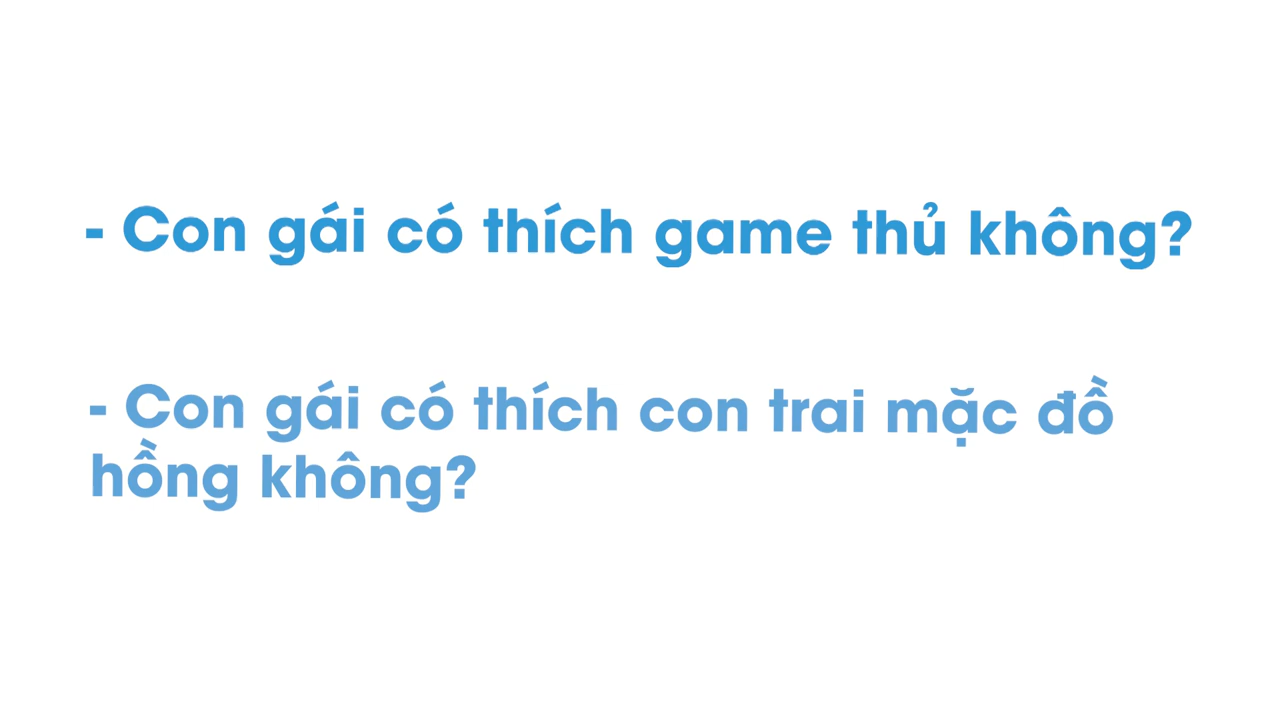 - Con gái có thích game thủ không?
- Con gái có thích con trai mặc đồ
hồng không?